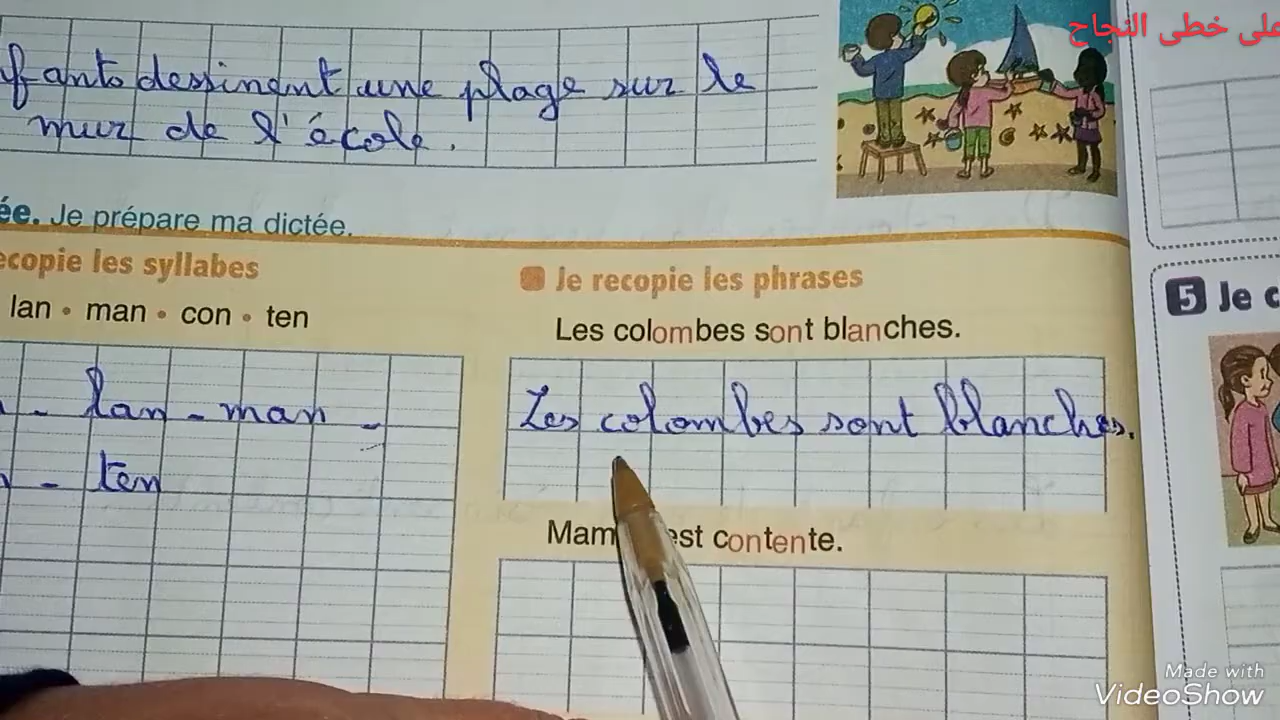 على خطى النجاح
fants dessinent une plage sur le
mur de l'école.
ée. Je prépare ma dictée.
ecopie les syllabes
lan • man • con • ten
- lan - man -
- ten
Je recopie les phrases
Les colombes sont blanches.
Les colombes sont blanches.
Mam est contente.
5 Je c
Made with
VideoShow